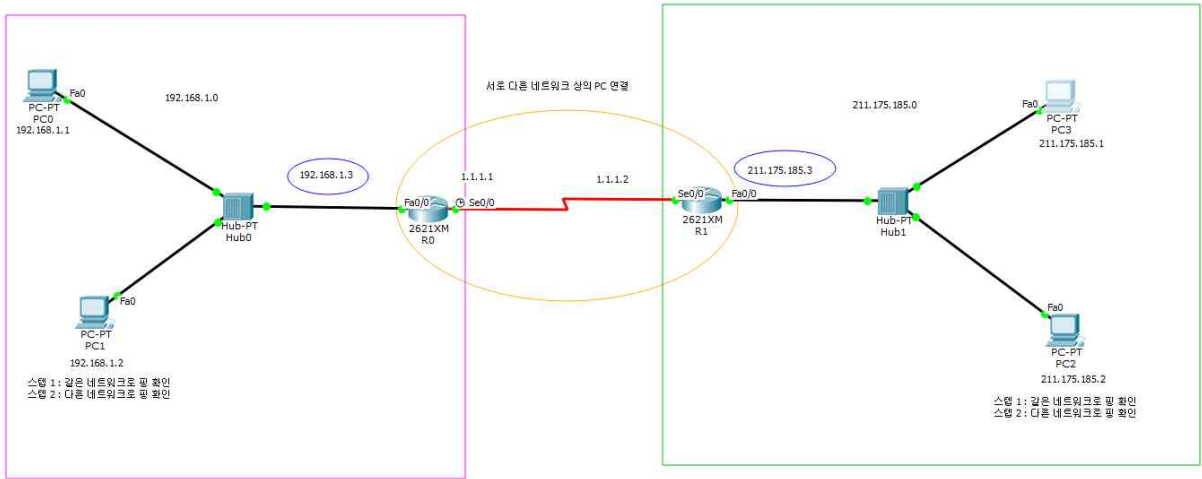 Fa0
PC-PT
PC0
192.168.1.1
192.168.1.0
192.168.1.3
Hub-PT
Hub0
Fa0
PC-PT
PC1
192.168.1.2
스텝 1 : 같은 네트워크로 핑 확인
스텝 2 : 다른 네트워크로 핑 확인
서로 다른 네트워크 상의 PC 연결
1.1.1.1
1.1.1.2
Fa0/0
Se0/0
2621XM
R0
Se0/0
Fa0/0
2621XM
R1
211.175.185.3
211.175.185.0
Hub-PT
Hub1
Fa0
PC-PT
PC3
211.175.185.1
Fa0
PC-PT
PC2
211.175.185.2
스텝 1 : 같은 네트워크로 핑 확인
스텝 2 : 다른 네트워크로 핑 확인